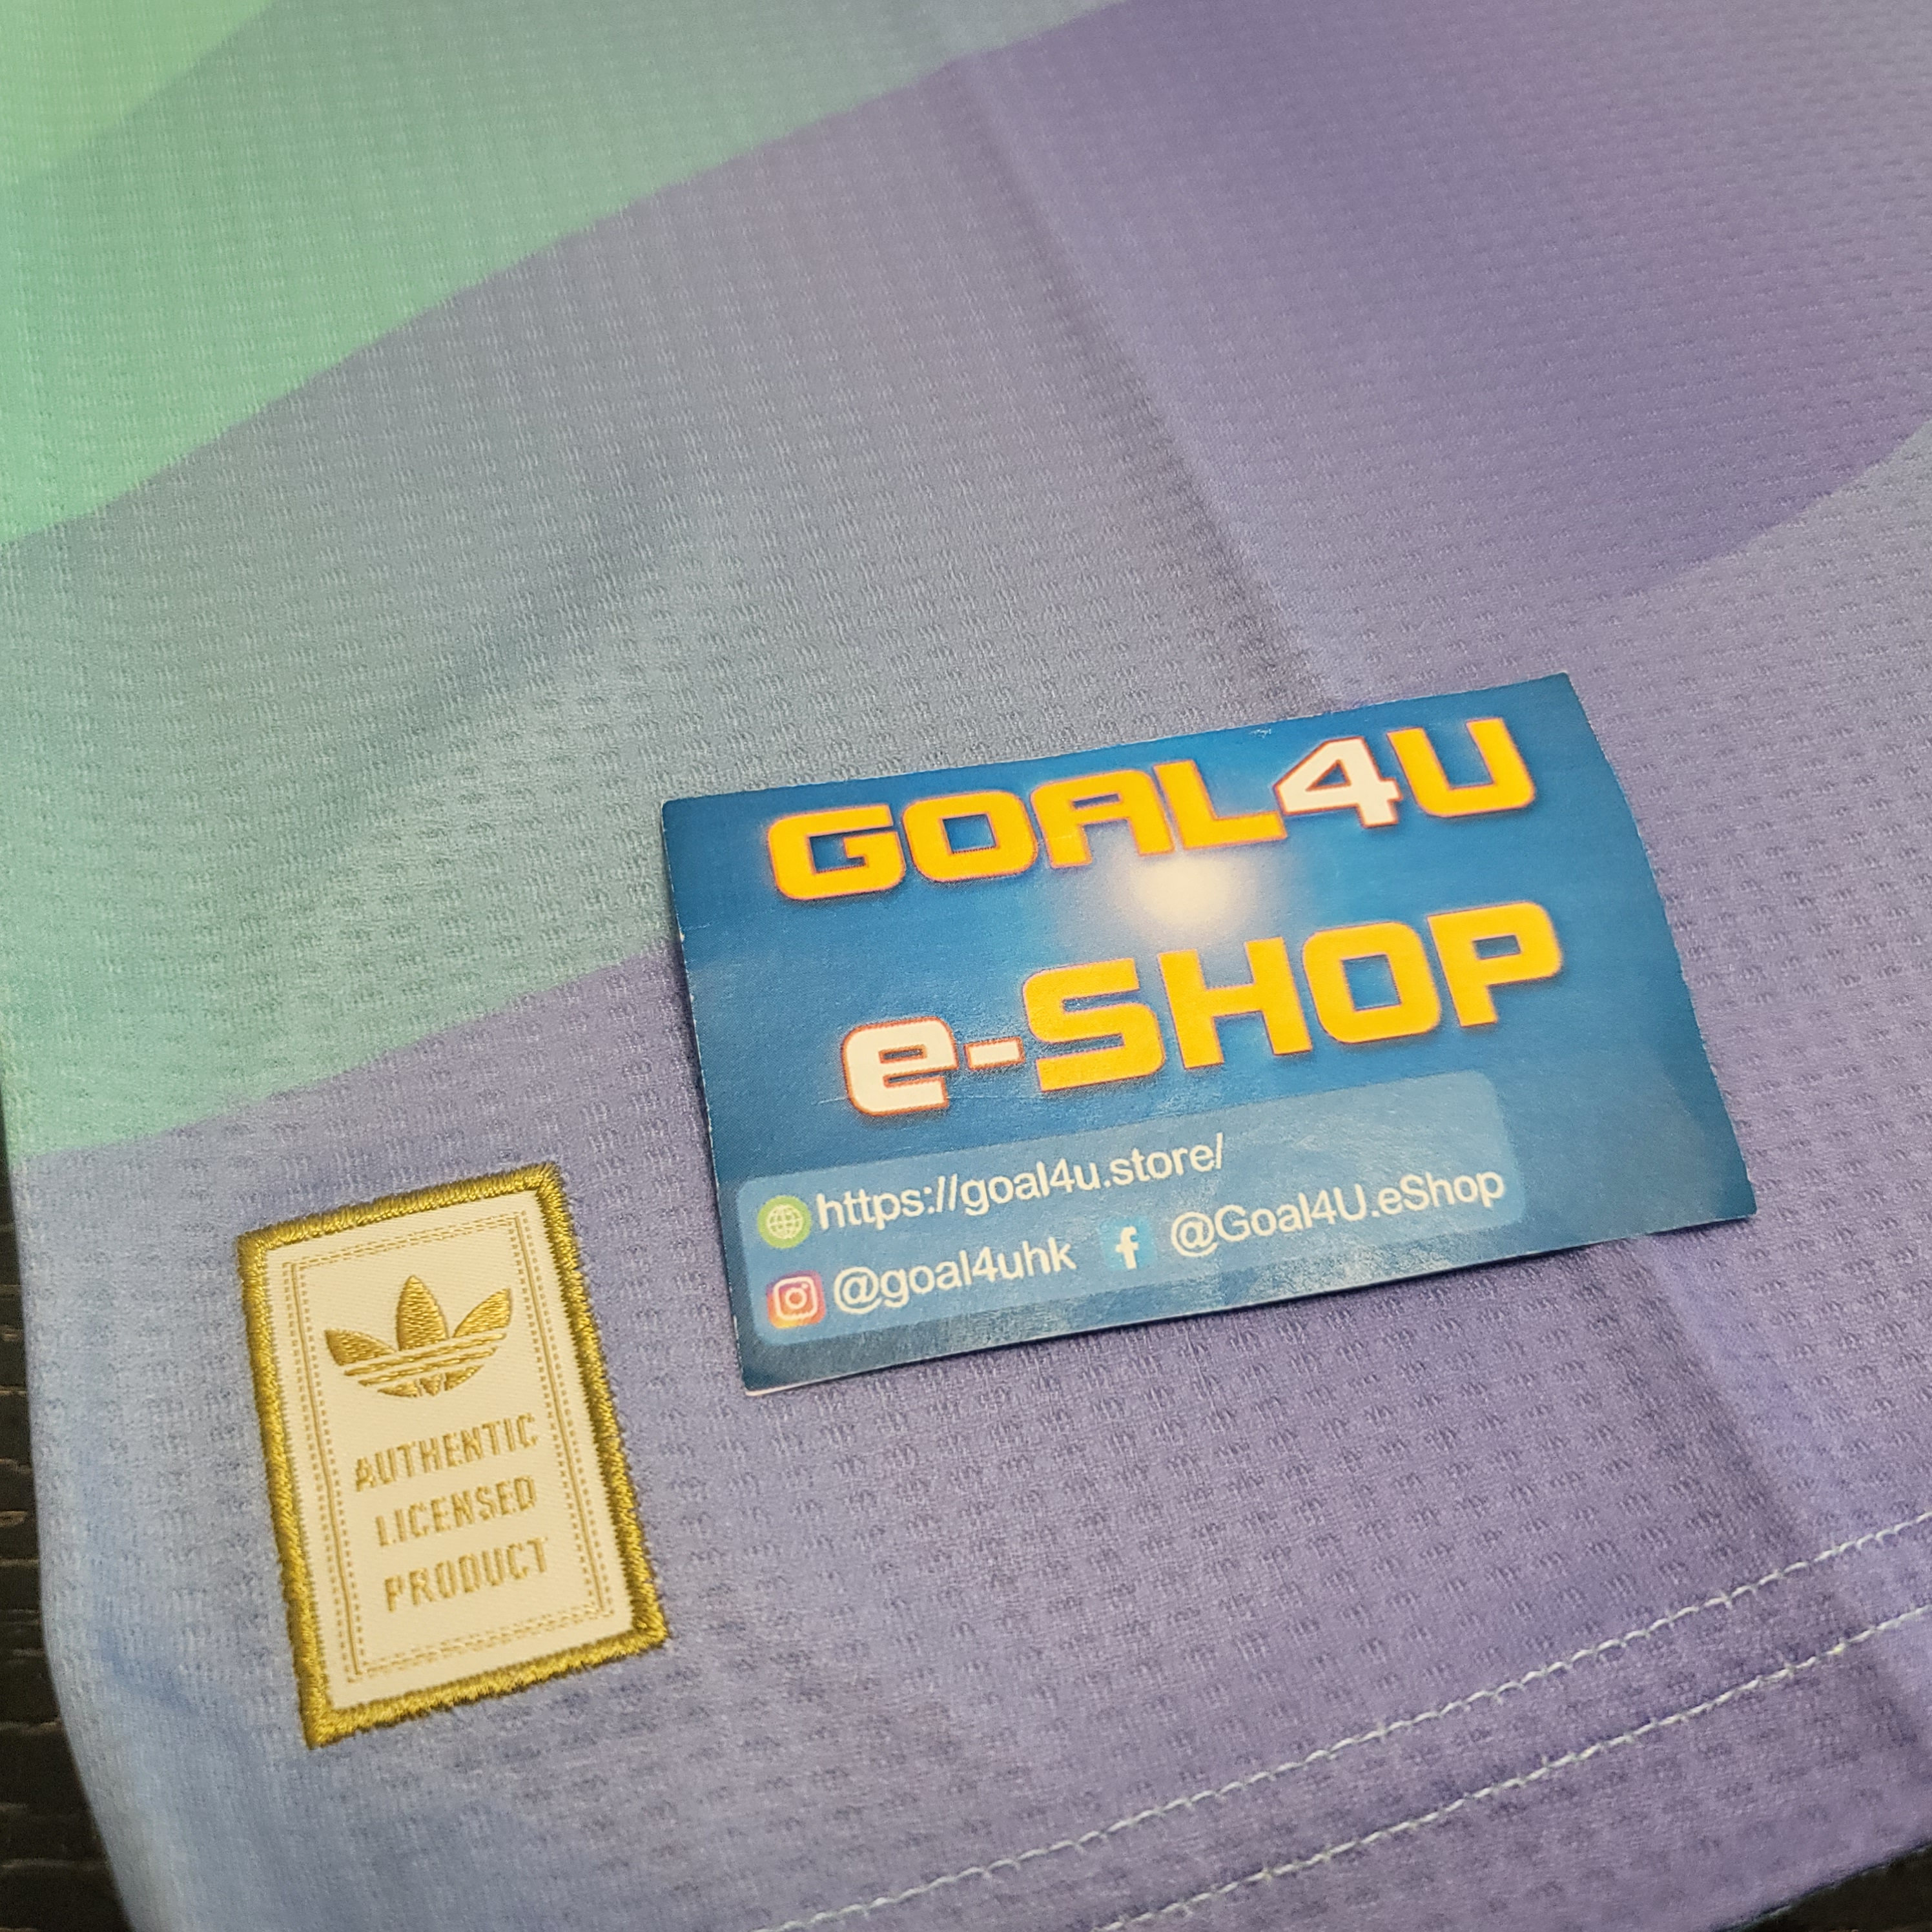 GOAL4U
e-SHOP
https://goal4u.store/
@goal4uhk @Goal4U.eShop
AUTHENTIC
LICENSED
PRODUCT